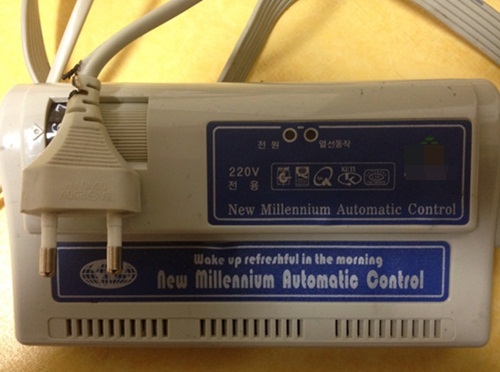 전 원 열선동작
220V
전 용
New Millennium Automatic Control
Wake up refreshful in the morning
New Millennium Automatic Control